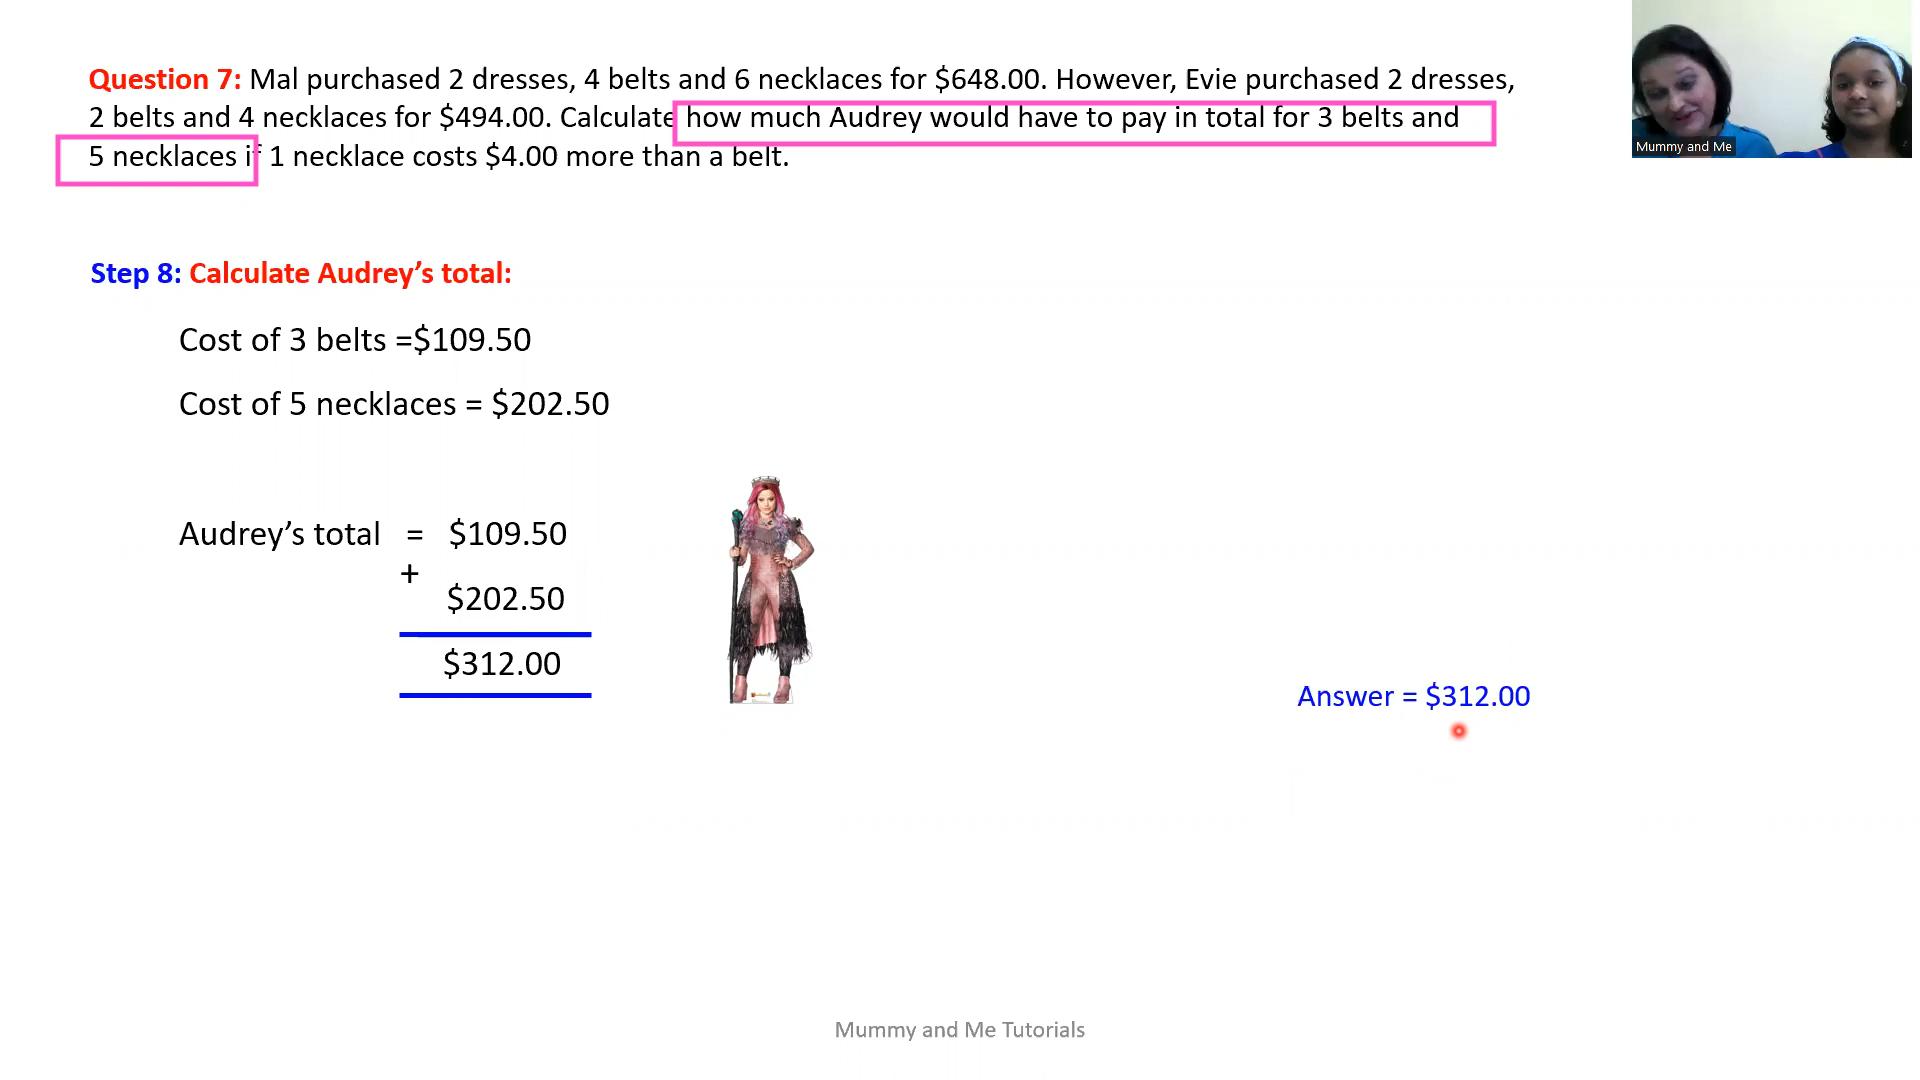 Question 7: Mal purchased 2 dresses, 4 belts and 6 necklaces for $648.00. However, Evie purchased 2 dresses,
2 belts and 4 necklaces for $494.00. Calculate how much Audrey would have to pay in total for 3 belts and
5 necklaces if 1 necklace costs $4.00 more than a belt.
Mummy and Me
Step 8: Calculate Audrey’s total:
Cost of 3 belts =$109.50
Cost of 5 necklaces = $202.50
Audrey’s total = $109.50
+
$202.50
$312.00
Answer = $312.00
Mummy and Me Tutorials